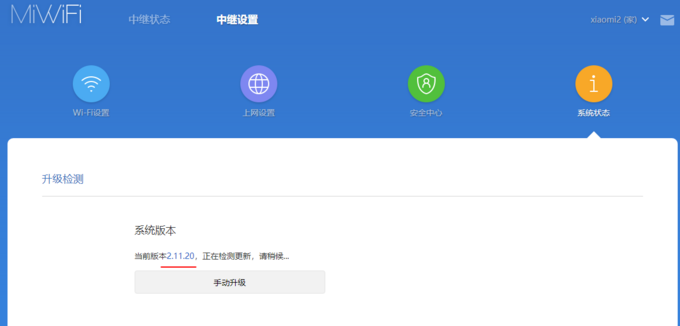 MiWiFi 中继状态 中继设置 xiaomi2 (家)
Wi-Fi设置 上网设置 安全中心 系统状态
升级检测
系统版本
当前版本2.11.20，正在检测更新，请稍候...
手动升级